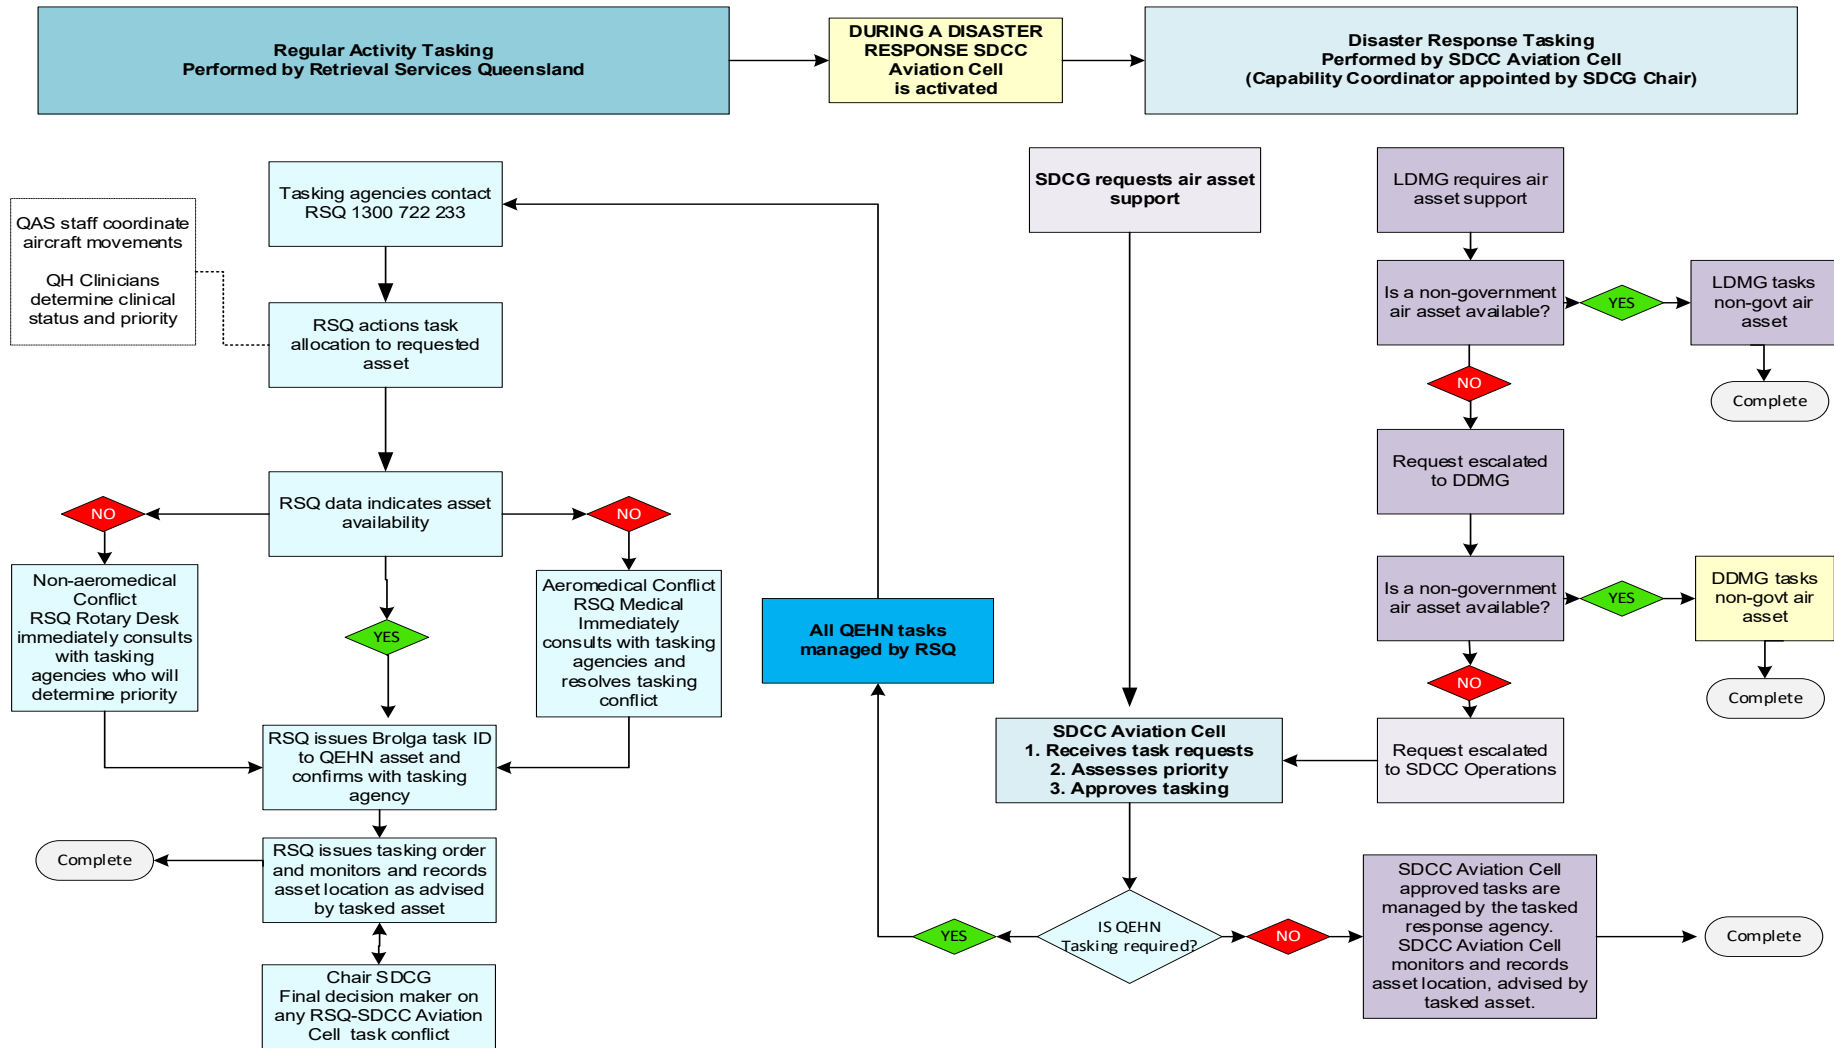 Regular Activity Tasking
Performed by Retrieval Services Queensland
DURING A DISASTER
RESPONSE SDCC
Aviation Cell
is activated
Disaster Response Tasking
Performed by SDCC Aviation Cell
(Capability Coordinator appointed by SDCG Chair)
Tasking agencies contact
RSQ 1300 722 233
QAS staff coordinate
aircraft movements
QH Clinicians
determine clinical
status and priority
RSQ actions task
allocation to requested
asset
RSQ data indicates asset
availability
NO
NO
Non-aeromedical
Conflict
RSQ Rotary Desk
immediately consults
with tasking
agencies who will
determine priority
YES
Aeromedical Conflict
RSQ Medical
Immediately
consults with tasking
agencies and
resolves tasking
conflict
RSQ issues Brolga task ID
to QEHN asset and
confirms with tasking
agency
Complete
RSQ issues tasking order
and monitors and records
asset location as advised
by tasked asset
Chair SDCG
Final decision maker on
any RSQ-SDCC Aviation
Cell task conflict
All QEHN tasks
managed by RSQ
SDCG requests air asset
support
SDCC Aviation Cell
1. Receives task requests
2. Assesses priority
3. Approves tasking
YES
IS QEHN
Tasking required?
NO
LDMG requires air
asset support
Is a non-government
air asset available?
YES
LDMG tasks
non-govt air
asset
Complete
NO
Request escalated
to DDMG
Is a non-government
air asset available?
YES
DDMG tasks
non-govt air
asset
Complete
NO
Request escalated
to SDCC Operations
SDCC Aviation Cell
approved tasks are
managed by the tasked
response agency.
SDCC Aviation Cell
monitors and records
asset location, advised by
tasked asset.
Complete